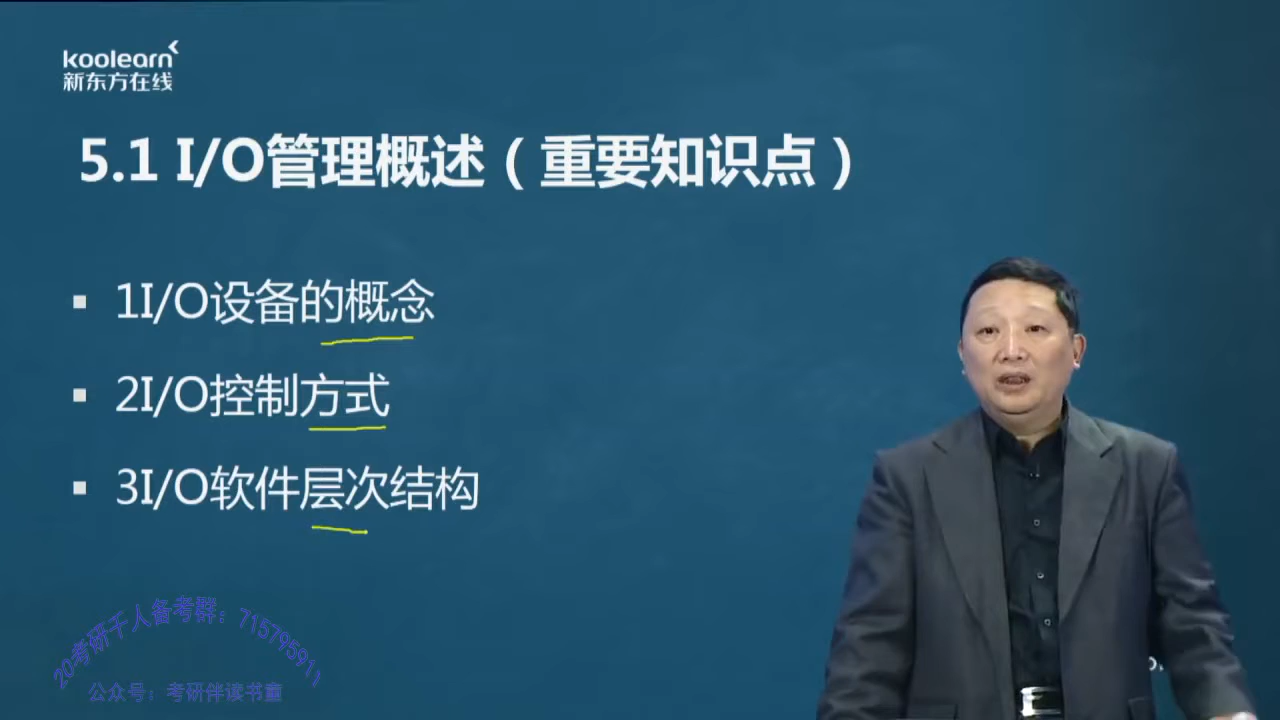 koolearn
新东方在线
5.1 I/O管理概述（重要知识点）
▪ 1I/O设备的概念
▪ 2I/O控制方式
▪ 3I/O软件层次结构
20考研千人备考群：715795911
公众号：考研伴读书童